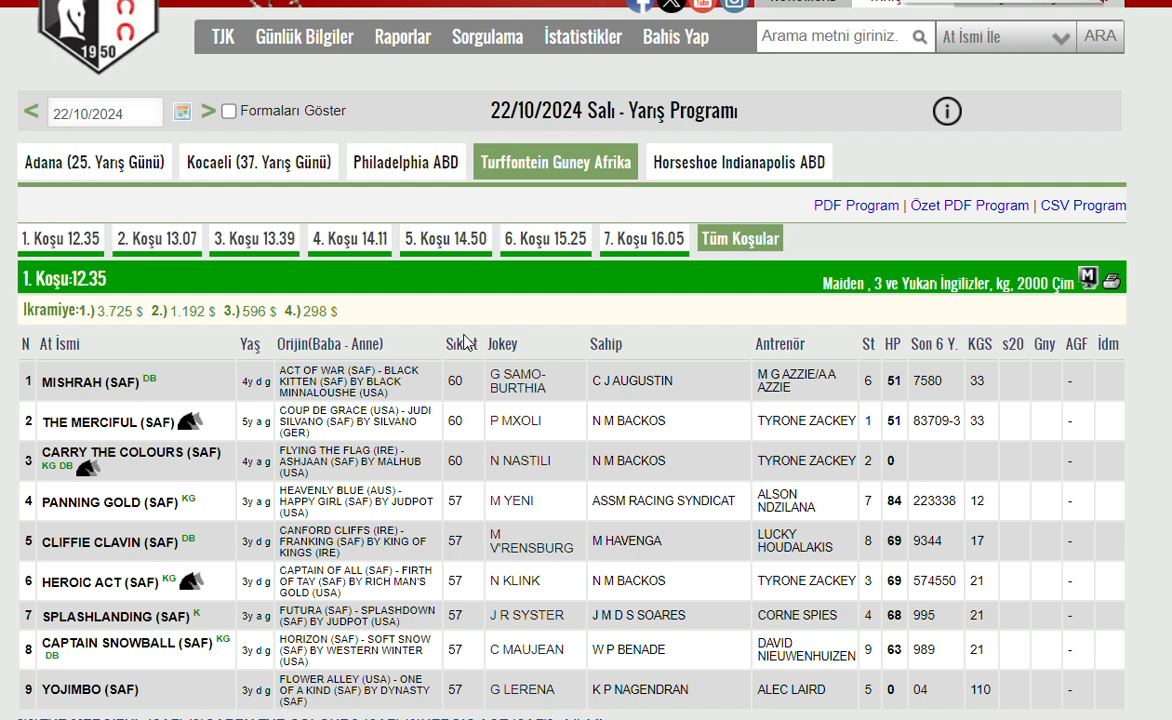 C C
C C
1950
You Tube
TJK Günlük Bilgiler Raporlar Sorgulama İstatistikler Bahis Yap Arama metni giriniz. At İsmi İle ARA
< 22/10/2024 > Formaları Göster 22/10/2024 Salı - Yarış Programı i
Adana (25. Yarış Günü) Kocaeli (37. Yarış Günü) Philadelphia ABD Turffontein Guney Afrika Horseshoe Indianapolis ABD
PDF Program | Özet PDF Program | CSV Program
1. Koşu 12.35 2. Koşu 13.07 3. Koşu 13.39 4. Koşu 14.11 5. Koşu 14.50 6. Koşu 15.25 7. Koşu 16.05 Tüm Koşular
1. Koşu:12.35 Maiden , 3 ve Yukarı İngilizler, kg, 2000 Çim M
Ikramiye:1.) 3.725 $ 2.) 1.192 $ 3.) 596 $ 4.) 298 $
N At İsmi Yaş Orijin(Baba - Anne) Jokey Sahip Antrenör St HP Son 6 Y. KGS s20 Gny AGF İdm
1 MISHRAH (SAF) DB 4y d g ACT OF WAR (SAF) - BLACK KITTEN (SAF) BY BLACK MINNALOUSHE (USA) 60 G SAMO-BURTHIA C J AUGUSTIN M G AZZIE/A A AZZIE 6 51 7580 33 -
2 THE MERCIFUL (SAF) 5y a g COUP DE GRACE (USA) - JUDI SILVANO (SAF) BY SILVANO (GER) 60 P MXOLI N M BACKOS TYRONE ZACKEY 1 51 83709-3 33 -
3 CARRY THE COLOURS (SAF) KG DB 4y a g FLYING THE FLAG (IRE) - ASHJAAN (SAF) BY MALHUB (USA) 60 N NASTILI N M BACKOS TYRONE ZACKEY 2 0 -
4 PANNING GOLD (SAF) KG 3y a g HEAVENLY BLUE (AUS) - HAPPY GIRL (SAF) BY JUDPOT (USA) 57 M YENI ASSM RACING SYNDICAT ALSON NDZILANA 7 84 223338 12 -
5 CLIFFIE CLAVIN (SAF) DB 3y d g CANFORD CLIFFS (IRE) - FRANKING (SAF) BY KING OF KINGS (IRE) 57 M V'RENSBURG M HAVENGA LUCKY HOUDALAKIS 8 69 9344 17 -
6 HEROIC ACT (SAF) KG 3y d g CAPTAIN OF ALL (SAF) - FIRTH OF TAY (SAF) BY RICH MAN'S GOLD (USA) 57 N KLINK N M BACKOS TYRONE ZACKEY 3 69 574550 21 -
7 SPLASHLANDING (SAF) K 3y a g FUTURA (SAF) - SPLASHDOWN (SAF) BY JUDPOT (USA) 57 J R SYSTER J M D S SOARES CORNE SPIES 4 68 995 21 -
8 CAPTAIN SNOWBALL (SAF) KG DB 3y d g HORIZON (SAF) - SOFT SNOW (SAF) BY WESTERN WINTER (USA) 57 C MAUJEAN W P BENADE DAVID NIEUWENHUIZEN 9 63 989 21 -
9 YOJIMBO (SAF) 3y d g FLOWER ALLEY (USA) - ONE OF A KIND (SAF) BY DYNASTY (SAF) 57 G LERENA K P NAGENDRAN ALEC LAIRD 5 0 04 110 -